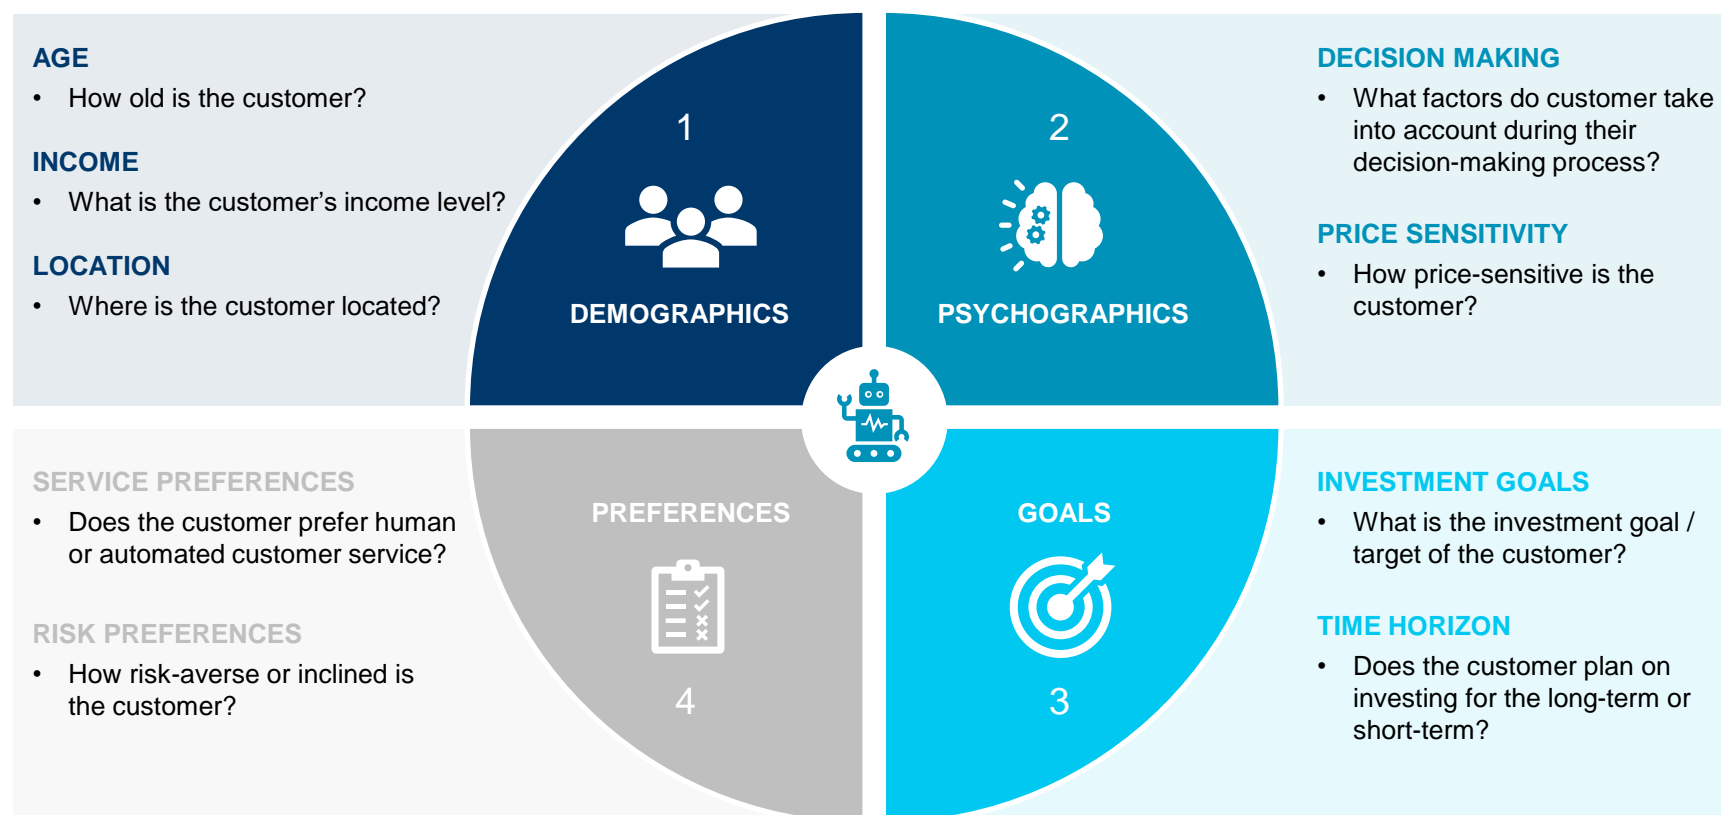 AGE
• How old is the customer?
INCOME
• What is the customer’s income level?
LOCATION
• Where is the customer located?
1
DEMOGRAPHICS
2
PSYCHOGRAPHICS
DECISION MAKING
• What factors do customer take
into account during their
decision-making process?
PRICE SENSITIVITY
• How price-sensitive is the
customer?
SERVICE PREFERENCES
• Does the customer prefer human
or automated customer service?
RISK PREFERENCES
• How risk-averse or inclined is
the customer?
PREFERENCES
4
GOALS
3
INVESTMENT GOALS
• What is the investment goal /
target of the customer?
TIME HORIZON
• Does the customer plan on
investing for the long-term or
short-term?